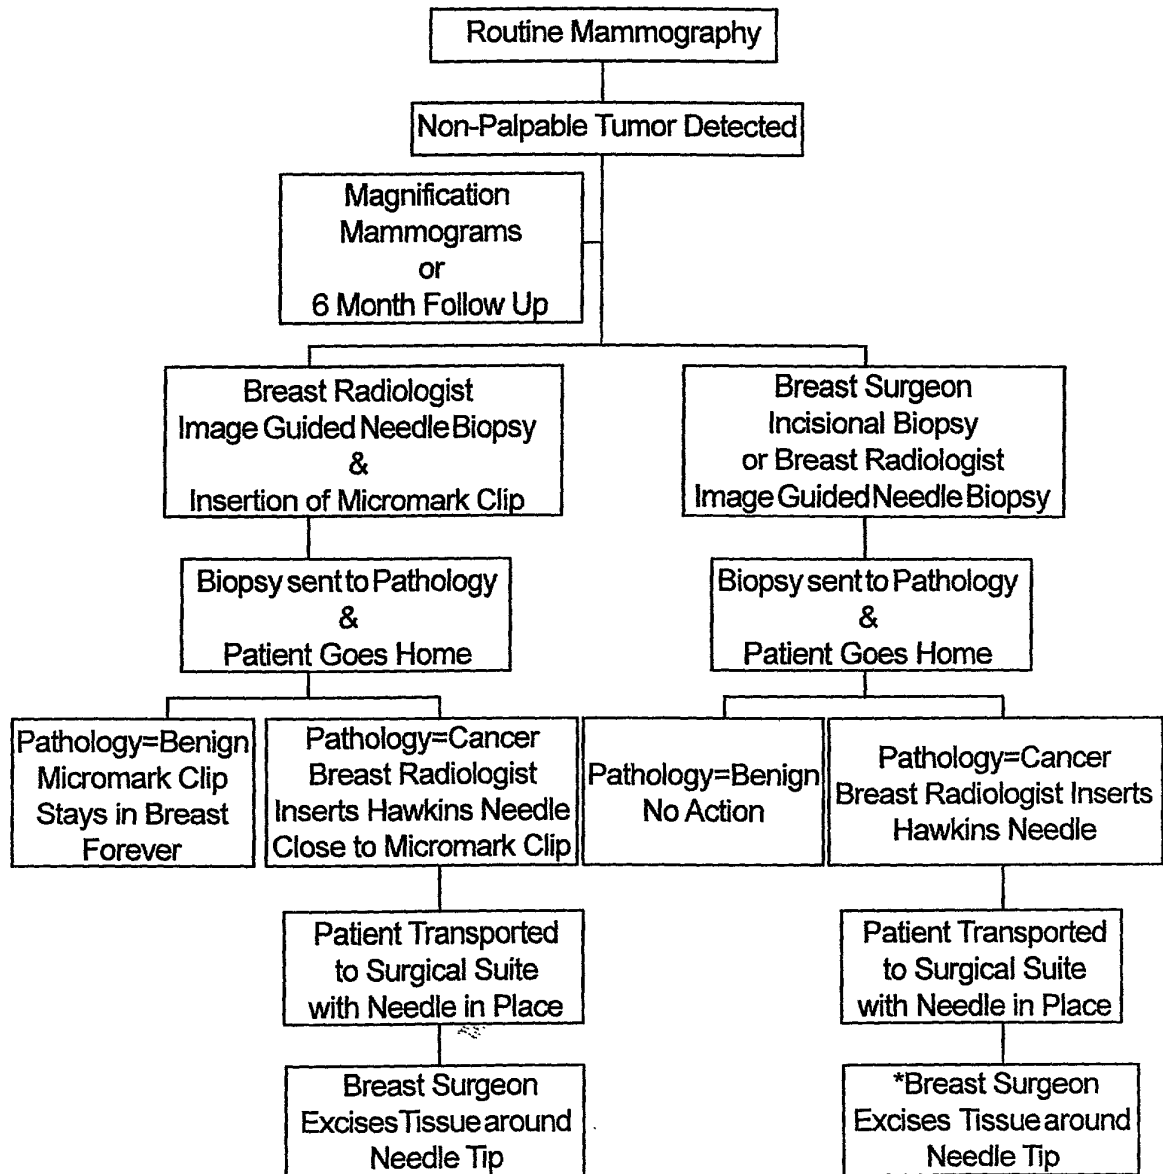 Routine Mammography
Non-Palpable Tumor Detected
Magnification
Mammograms
or
6 Month Follow Up
Breast Radiologist
Image Guided Needle Biopsy
&
Insertion of Micromark Clip
Breast Surgeon
Incisional Biopsy
or Breast Radiologist
Image Guided Needle Biopsy
Biopsy sent to Pathology
&
Patient Goes Home
Biopsy sent to Pathology
&
Patient Goes Home
Pathology=Benign
Micromark Clip
Stays in Breast
Forever
Pathology=Cancer
Breast Radiologist
Inserts Hawkins Needle
Close to Micromark Clip
Pathology=Benign
No Action
Pathology=Cancer
Breast Radiologist Inserts
Hawkins Needle
Patient Transported
to Surgical Suite
with Needle in Place
Patient Transported
to Surgical Suite
with Needle in Place
Breast Surgeon
Excises Tissue around
Needle Tip
*Breast Surgeon
Excises Tissue around
Needle Tip